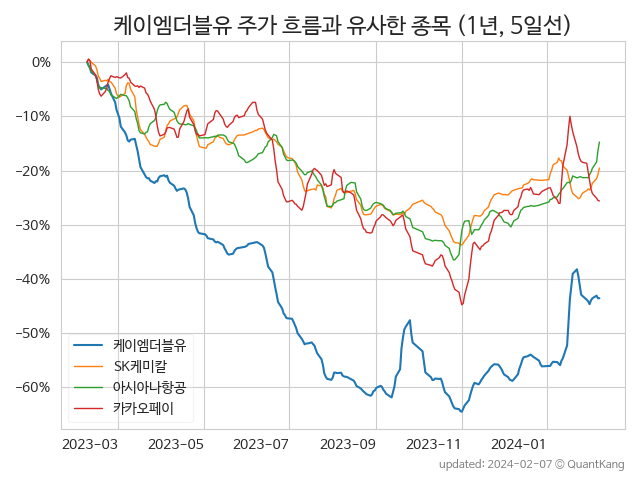 케이엠더블유 주가 흐름과 유사한 종목 (1년, 5일선)
0%
−10%
−20%
−30%
−40%
−50%
−60%
케이엠더블유
SK케미칼
아시아나항공
카카오페이
2023-03 2023-05 2023-07 2023-09 2023-11 2024-01
updated: 2024-02-07 © QuantKang